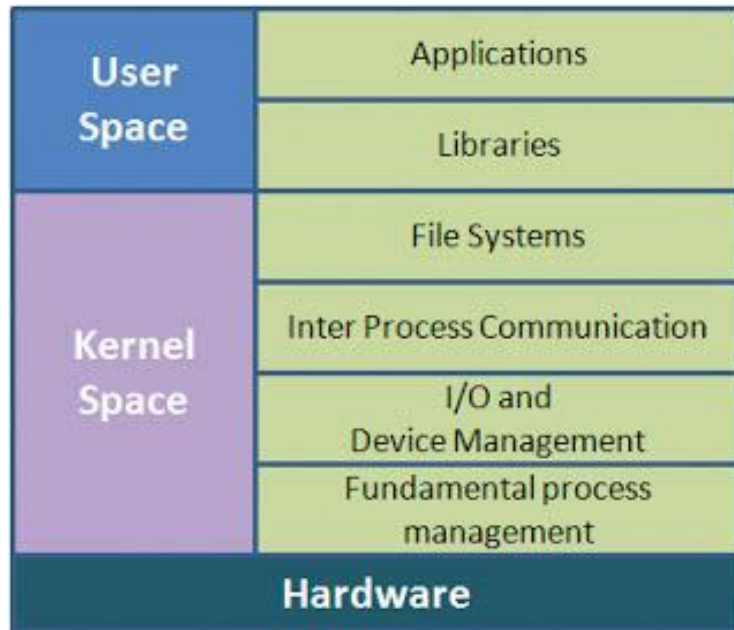 User
Space
Applications
Libraries
Kernel
Space
File Systems
Inter Process Communication
I/O and
Device Management
Fundamental process
management
Hardware